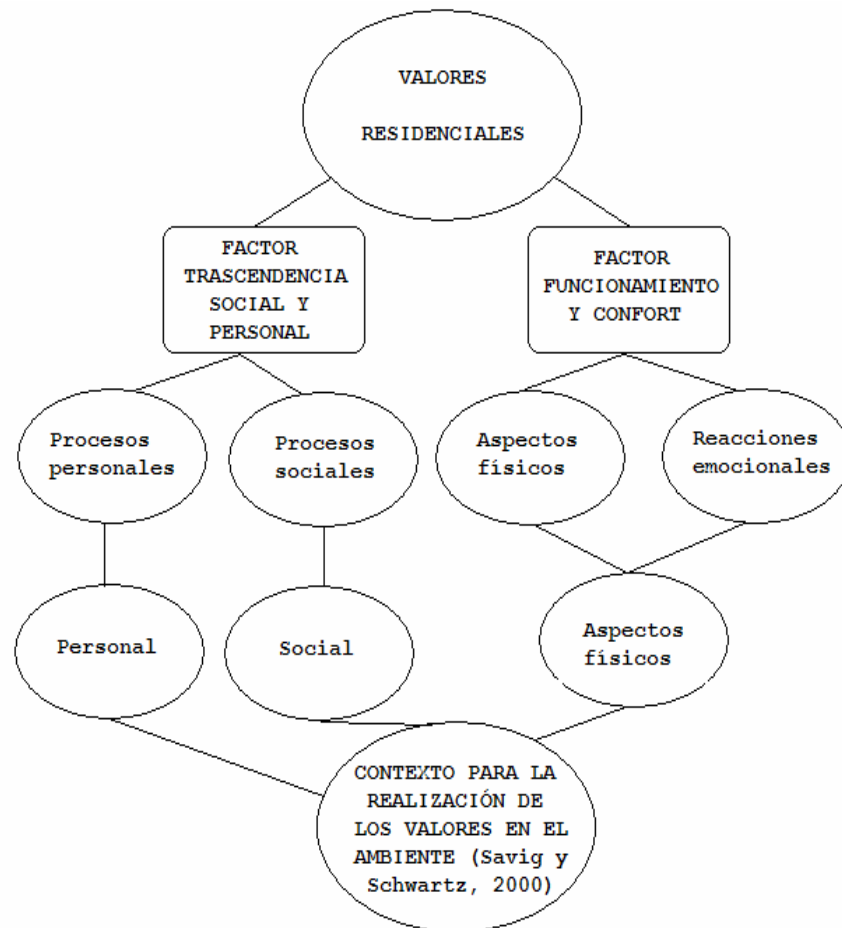 VALORES
RESIDENCIALES
FACTOR
TRASCENDENCIA
SOCIAL Y
PERSONAL
FACTOR
FUNCIONAMIENTO
Y CONFORT
Procesos
personales
Procesos
sociales
Aspectos
físicos
Reacciones
emocionales
Personal
Social
Aspectos
físicos
CONTEXTO PARA LA
REALIZACIÓN DE
LOS VALORES EN EL
AMBIENTE (Savig y
Schwartz, 2000)